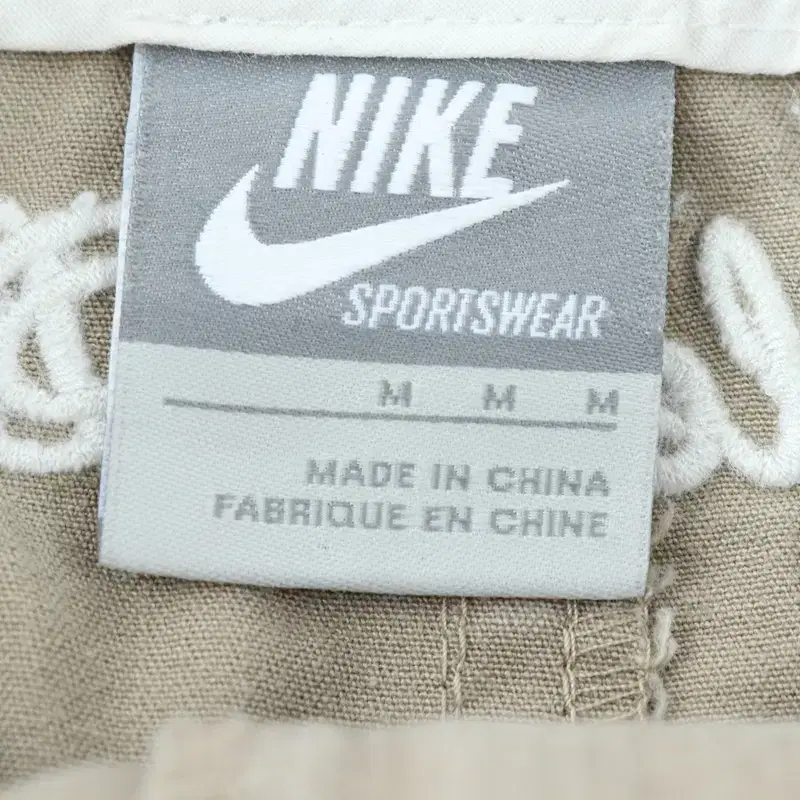 NIKE
SPORTSWEAR
M M M
MADE IN CHINA
FABRIQUE EN CHINE